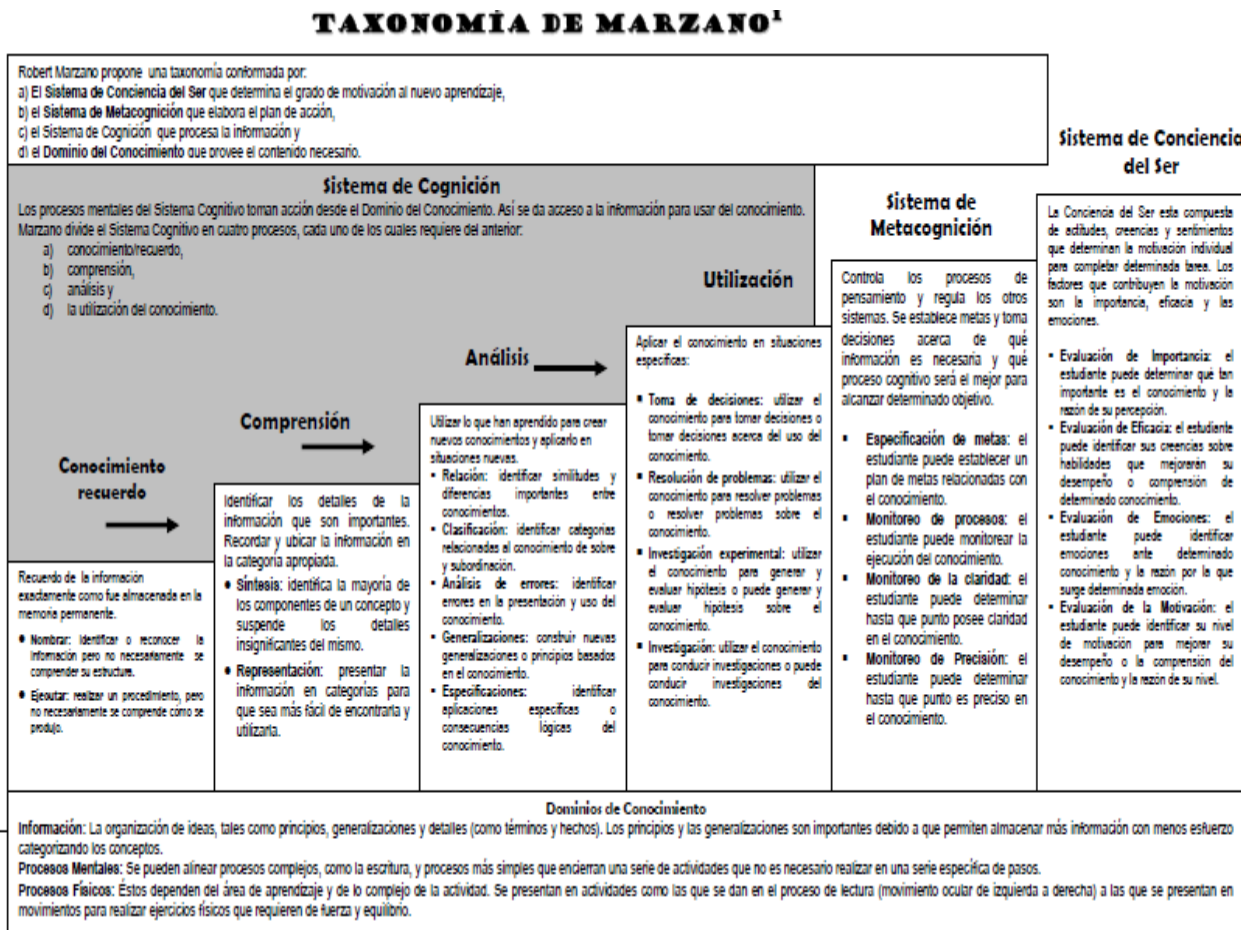 TAXONOMÍA DE MARZANO¹
Robert Marzano propone una taxonomía conformada por:
a) El Sistema de Conciencia del Ser que determina el grado de motivación al nuevo aprendizaje,
b) el Sistema de Metacognición que elabora el plan de acción,
c) el Sistema de Cognición que procesa la información y
d) el Dominio del Conocimiento que provee el contenido necesario.
Sistema de Cognición
Los procesos mentales del Sistema Cognitivo toman acción desde el Dominio del Conocimiento. Así se da acceso a la información para usar del conocimiento.
Marzano divide el Sistema Cognitivo en cuatro procesos, cada uno de los cuales requiere del anterior:
a) conocimiento/recuerdo,
b) comprensión,
c) análisis y
d) la utilización del conocimiento.
Conocimiento
recuerdo
Recuerdo de la información
exactamente como fue almacenada en la
memoria permanente.
● Nombrar: identificar o reconocer la
información pero no necesariamente se
comprender su estructura.
● Ejecutar: realizar un procedimiento, pero
no necesariamente se comprende cómo se
produjo.
Comprensión
Identificar los detalles de la
información que son importantes.
Recordar y ubicar la información en
la categoría apropiada.
● Síntesis: identifica la mayoría de
los componentes de un concepto y
suspende los detalles
insignificantes del mismo.
● Representación: presentar la
información en categorías para
que sea más fácil de encontrarla y
utilizarla.
Análisis
Utilizar lo que han aprendido para crear
nuevos conocimientos y aplicarlo en
situaciones nuevas.
▪ Relación: identificar similitudes y
diferencias importantes entre
conocimientos.
▪ Clasificación: identificar categorías
relacionadas al conocimiento de sobre
y subordinación.
▪ Análisis de errores: identificar
errores en la presentación y uso del
conocimiento.
▪ Generalizaciones: construir nuevas
generalizaciones o principios basados
en el conocimiento.
▪ Especificaciones: identificar
aplicaciones específicas o
consecuencias lógicas del
conocimiento.
Utilización
Aplicar el conocimiento en situaciones
específicas:
▪ Toma de decisiones: utilizar el
conocimiento para tomar decisiones o
tomar decisiones acerca del uso del
conocimiento.
▪ Resolución de problemas: utilizar el
conocimiento para resolver problemas
o resolver problemas sobre el
conocimiento.
▪ Investigación experimental: utilizar
el conocimiento para generar y
evaluar hipótesis o puede generar y
evaluar hipótesis sobre el
conocimiento.
▪ Investigación: utilizar el conocimiento
para conducir investigaciones o puede
conducir investigaciones del
conocimiento.
Sistema de
Metacognición
Controla los procesos de
pensamiento y regula los otros
sistemas. Se establece metas y toma
decisiones acerca de qué
información es necesaria y qué
proceso cognitivo será el mejor para
alcanzar determinado objetivo.
▪ Especificación de metas: el
estudiante puede establecer un
plan de metas relacionadas con
el conocimiento.
▪ Monitoreo de procesos: el
estudiante puede monitorear la
ejecución del conocimiento.
▪ Monitoreo de la claridad: el
estudiante puede determinar
hasta que punto posee claridad
en el conocimiento.
▪ Monitoreo de Precisión: el
estudiante puede determinar
hasta que punto es preciso en
el conocimiento.
Sistema de Conciencia
del Ser
La Conciencia del Ser esta compuesta
de actitudes, creencias y sentimientos
que determinan la motivación individual
para completar determinada tarea. Los
factores que contribuyen la motivación
son la importancia, eficacia y las
emociones.
▪ Evaluación de Importancia: el
estudiante puede determinar qué tan
importante es el conocimiento y la
razón de su percepción.
▪ Evaluación de Eficacia: el estudiante
puede identificar sus creencias sobre
habilidades que mejorarán su
desempeño o comprensión de
determinado conocimiento.
▪ Evaluación de Emociones: el
estudiante puede identificar
emociones ante determinado
conocimiento y la razón por la que
surge determinada emoción.
▪ Evaluación de la Motivación: el
estudiante puede identificar su nivel
de motivación para mejorar su
desempeño o la comprensión del
conocimiento y la razón de su nivel.
Dominios de Conocimiento
Información: La organización de ideas, tales como principios, generalizaciones y detalles (como términos y hechos). Los principios y las generalizaciones son importantes debido a que permiten almacenar más información con menos esfuerzo
categorizando los conceptos.
Procesos Mentales: Se pueden alinear procesos complejos, como la escritura, y procesos más simples que encierran una serie de actividades que no es necesario realizar en una serie específica de pasos.
Procesos Físicos: Éstos dependen del área de aprendizaje y de lo complejo de la actividad. Se presentan en actividades como las que se dan en el proceso de lectura (movimiento ocular de izquierda a derecha) a las que se presentan en
movimientos para realizar ejercicios físicos que requieren de fuerza y equilibrio.